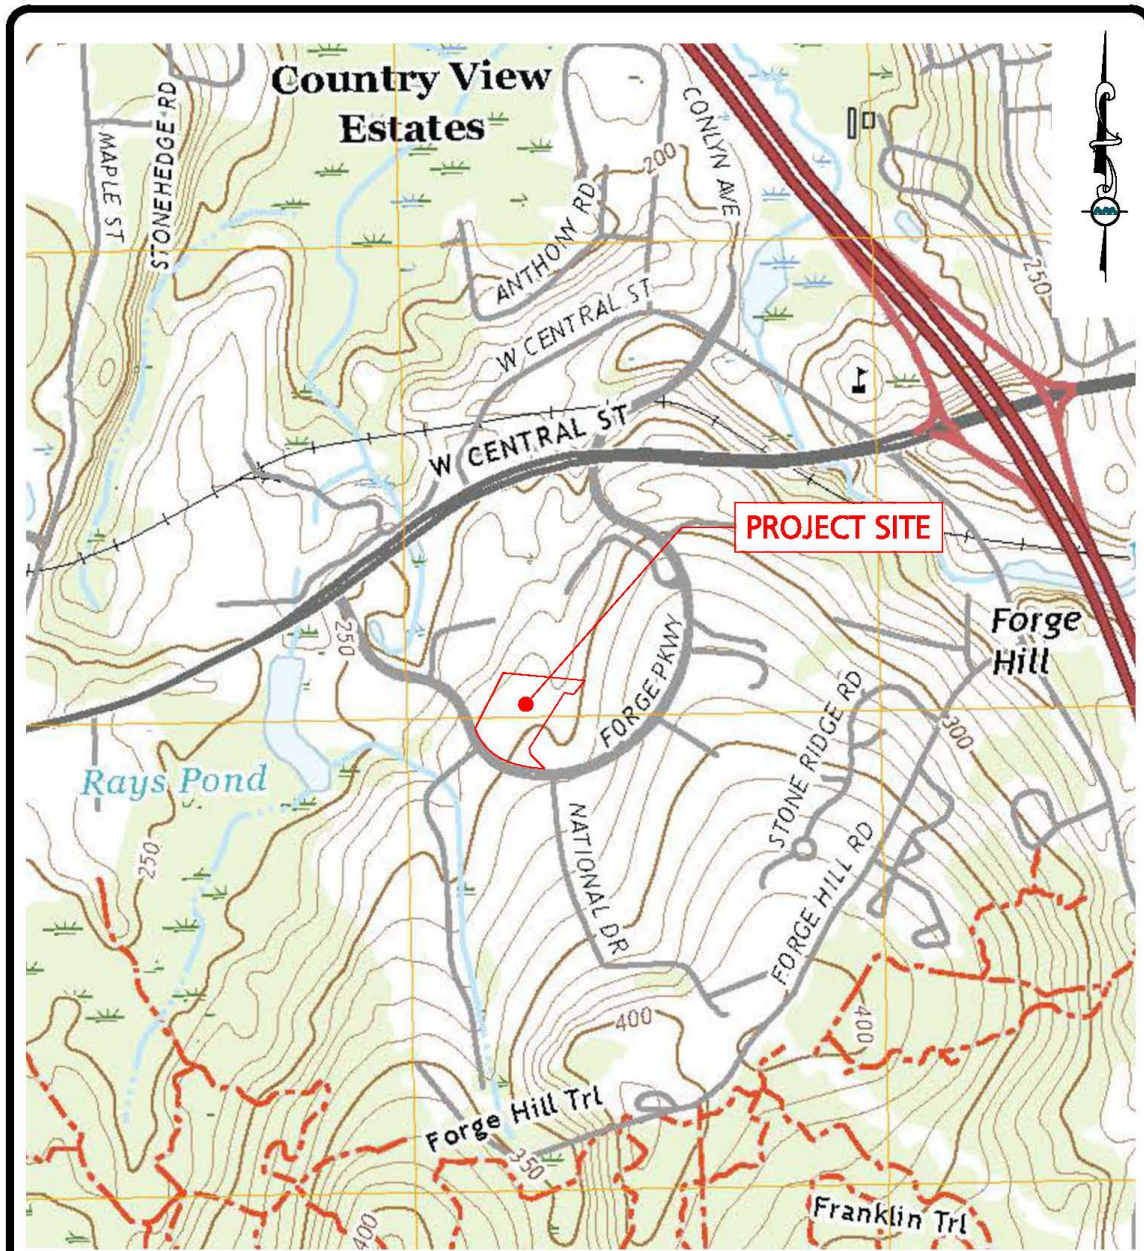 Country View
Estates
MAPLE ST
STONEHEDGE RD
CONLYN AVE
200
ANTHONY RD
W CENTRAL ST
250
W CENTRAL ST
PROJECT SITE
250
Forge
Hill
FORGE PKWY
STONE RIDGE RD
300
Rays Pond
250
NATIONAL DR
FORGE HILL RD
400
400
Forge Hill Trl
350
Franklin Trl
400